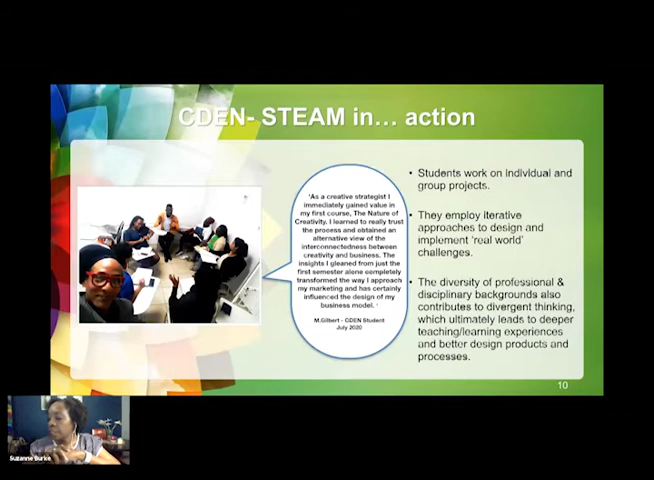 CDEN- STEAM in… action
'As a creative strategist I
immediately gained value in
my first course, The Nature of
Creativity. I learned to really trust
the process and obtained an
alternative view of the
interconnectedness between
creativity and business. The
insights I gleaned from just the
first semester alone completely
transformed the way I approach
my marketing and has certainly
influenced the design of my
business model. '
M.Gilbert - CDEN Student
July 2020
• Students work on individual and
group projects.
• They employ iterative
approaches to design and
implement 'real world'
challenges.
• The diversity of professional &
disciplinary backgrounds also
contributes to divergent thinking,
which ultimately leads to deeper
teaching/learning experiences
and better design products and
processes.
10
Suzanne Burke